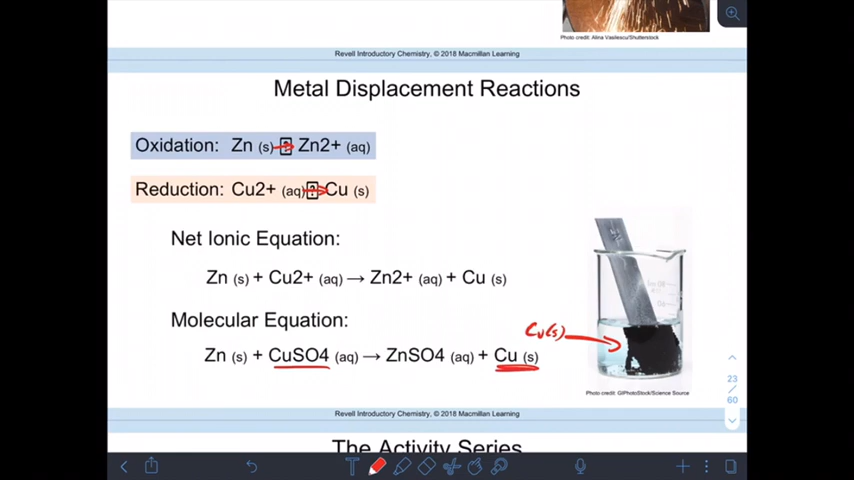 Photo credit: Alina Vasilescu/Shutterstock
Revell Introductory Chemistry, © 2018 Macmillan Learning
Metal Displacement Reactions
Oxidation: Zn (s) → Zn2+ (aq)
Reduction: Cu2+ (aq) → Cu (s)
Net Ionic Equation:
Zn (s) + Cu2+ (aq) → Zn2+ (aq) + Cu (s)
Molecular Equation:
Cu(s)
Zn (s) + CuSO4 (aq) → ZnSO4 (aq) + Cu (s)
Photo credit: GIPhotoStock/Science Source
23
/
60
Revell Introductory Chemistry, © 2018 Macmillan Learning
The Activity Series